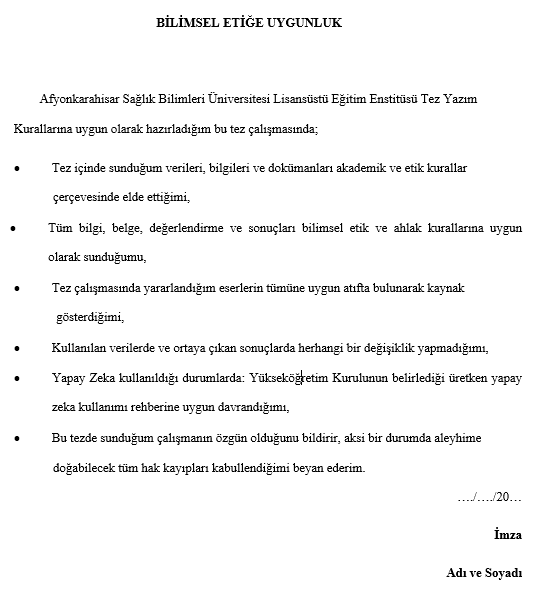 BİLİMSEL ETİĞE UYGUNLUK
Afyonkarahisar Sağlık Bilimleri Üniversitesi Lisansüstü Eğitim Enstitüsü Tez Yazım
Kurallarına uygun olarak hazırladığım bu tez çalışmasında;
• Tez içinde sunduğum verileri, bilgileri ve dokümanları akademik ve etik kurallar
çerçevesinde elde ettiğimi,
• Tüm bilgi, belge, değerlendirme ve sonuçları bilimsel etik ve ahlak kurallarına uygun
olarak sunduğumu,
• Tez çalışmasında yararlandığım eserlerin tümüne uygun atıfta bulunarak kaynak
gösterdiğimi,
• Kullanılan verilerde ve ortaya çıkan sonuçlarda herhangi bir değişiklik yapmadığımı,
• Yapay Zeka kullanıldığı durumlarda: Yükseköğretim Kurulunun belirlediği üretken yapay
zeka kullanımı rehberine uygun davrandığımı,
• Bu tezde sunduğum çalışmanın özgün olduğunu bildirir, aksi bir durumda aleyhime
doğabilecek tüm hak kayıpları kabullendiğimi beyan ederim.
…./…./20…
İmza
Adı ve Soyadı